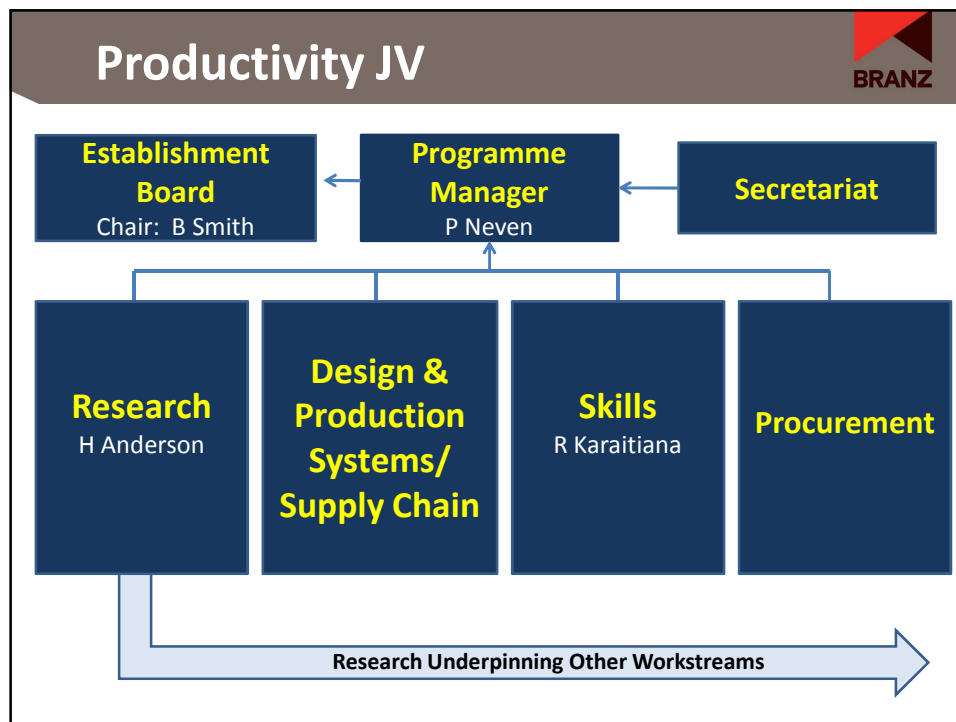 Productivity JV
BRANZ
Establishment
Board
Chair:  B Smith
Programme
Manager
P Neven
Secretariat
Research
H Anderson
Design &
Production
Systems/
Supply Chain
Skills
R Karaitiana
Procurement
Research Underpinning Other Workstreams